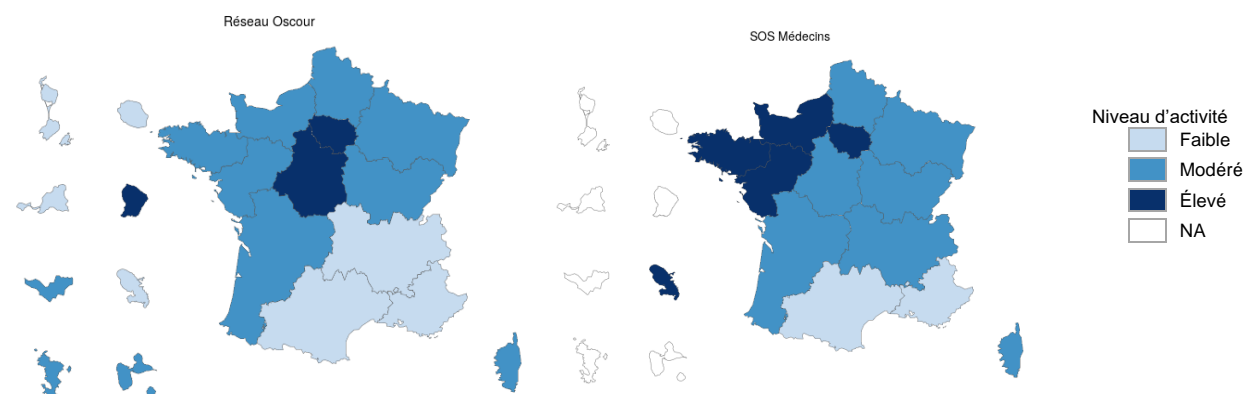 Réseau Oscour
SOS Médecins
Niveau d’activité
Faible
Modéré
Élevé
NA